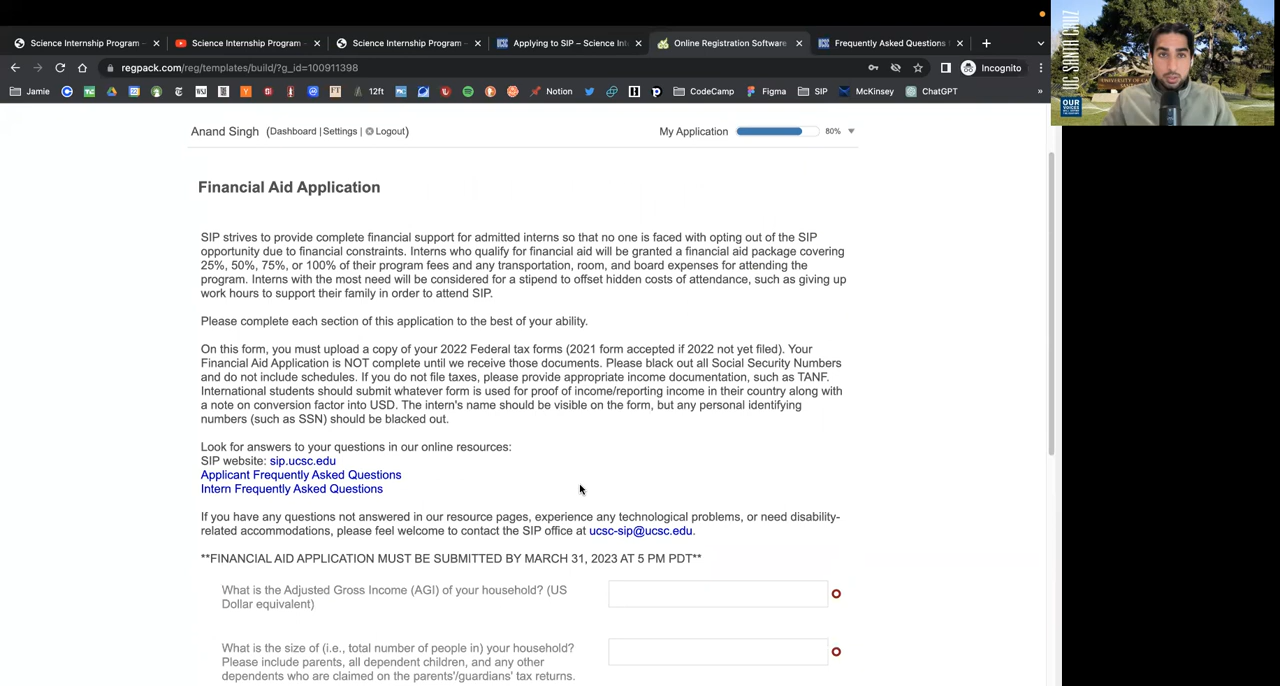 Science Internship Program –
Science Internship Program –
Science Internship Program –
Applying to SIP – Science Int
Online Registration Software
Frequently Asked Questions
regpack.com/reg/templates/build/?g_id=100911398
Incognito
Jamie
12ft
Notion
CodeCamp
Figma
SIP
McKinsey
ChatGPT
»
UC SANTA CRUZ
OUR
VOICES
Anand Singh (Dashboard | Settings | Logout)
My Application 80%
Financial Aid Application
SIP strives to provide complete financial support for admitted interns so that no one is faced with opting out of the SIP
opportunity due to financial constraints. Interns who qualify for financial aid will be granted a financial aid package covering
25%, 50%, 75%, or 100% of their program fees and any transportation, room, and board expenses for attending the
program. Interns with the most need will be considered for a stipend to offset hidden costs of attendance, such as giving up
work hours to support their family in order to attend SIP.
Please complete each section of this application to the best of your ability.
On this form, you must upload a copy of your 2022 Federal tax forms (2021 form accepted if 2022 not yet filed). Your
Financial Aid Application is NOT complete until we receive those documents. Please black out all Social Security Numbers
and do not include schedules. If you do not file taxes, please provide appropriate income documentation, such as TANF.
International students should submit whatever form is used for proof of income/reporting income in their country along with
a note on conversion factor into USD. The intern's name should be visible on the form, but any personal identifying
numbers (such as SSN) should be blacked out.
Look for answers to your questions in our online resources:
SIP website: sip.ucsc.edu
Applicant Frequently Asked Questions
Intern Frequently Asked Questions
If you have any questions not answered in our resource pages, experience any technological problems, or need disability-
related accommodations, please feel welcome to contact the SIP office at ucsc-sip@ucsc.edu.
**FINANCIAL AID APPLICATION MUST BE SUBMITTED BY MARCH 31, 2023 AT 5 PM PDT**
What is the Adjusted Gross Income (AGI) of your household? (US
Dollar equivalent)
What is the size of (i.e., total number of people in) your household?
Please include parents, all dependent children, and any other
dependents who are claimed on the parents'/guardians' tax returns.